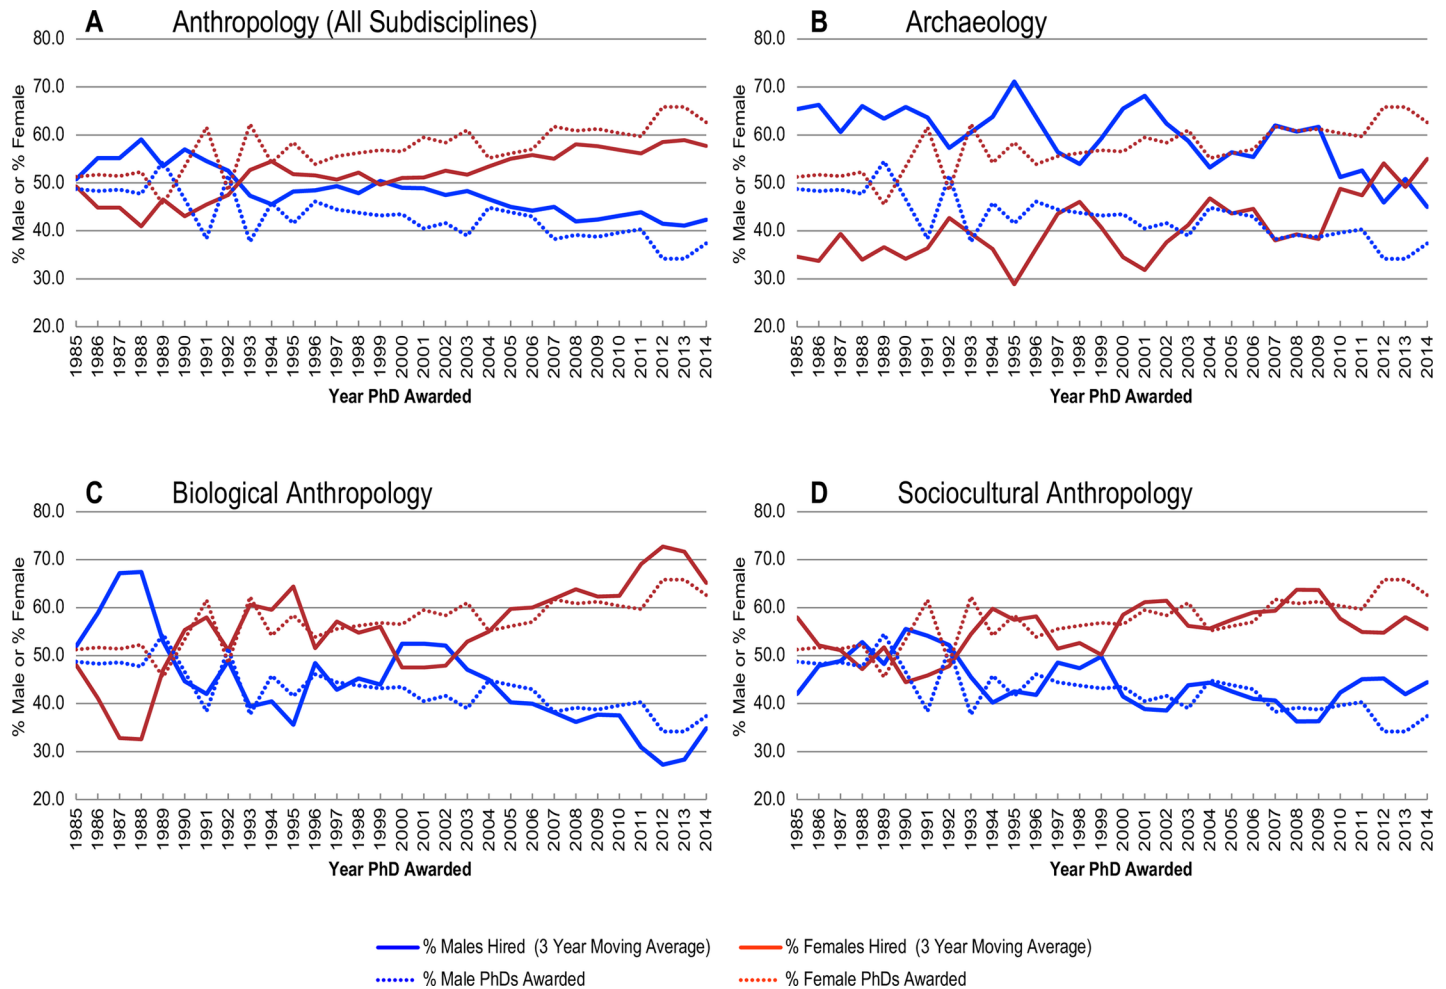 A Anthropology (All Subdisciplines)
80.0
70.0
60.0
50.0
40.0
30.0
20.0
% Male or % Female
1985 1986 1987 1988 1989 1990 1991 1992 1993 1994 1995 1996 1997 1998 1999 2000 2001 2002 2003 2004 2005 2006 2007 2008 2009 2010 2011 2012 2013 2014
Year PhD Awarded
B Archaeology
80.0
70.0
60.0
50.0
40.0
30.0
20.0
% Male or % Female
1985 1986 1987 1988 1989 1990 1991 1992 1993 1994 1995 1996 1997 1998 1999 2000 2001 2002 2003 2004 2005 2006 2007 2008 2009 2010 2011 2012 2013 2014
Year PhD Awarded
C Biological Anthropology
80.0
70.0
60.0
50.0
40.0
30.0
20.0
% Male or % Female
1985 1986 1987 1988 1989 1990 1991 1992 1993 1994 1995 1996 1997 1998 1999 2000 2001 2002 2003 2004 2005 2006 2007 2008 2009 2010 2011 2012 2013 2014
Year PhD Awarded
D Sociocultural Anthropology
80.0
70.0
60.0
50.0
40.0
30.0
20.0
% Male or % Female
1985 1986 1987 1988 1989 1990 1991 1992 1993 1994 1995 1996 1997 1998 1999 2000 2001 2002 2003 2004 2005 2006 2007 2008 2009 2010 2011 2012 2013 2014
Year PhD Awarded
% Males Hired (3 Year Moving Average)
% Females Hired (3 Year Moving Average)
% Male PhDs Awarded
% Female PhDs Awarded